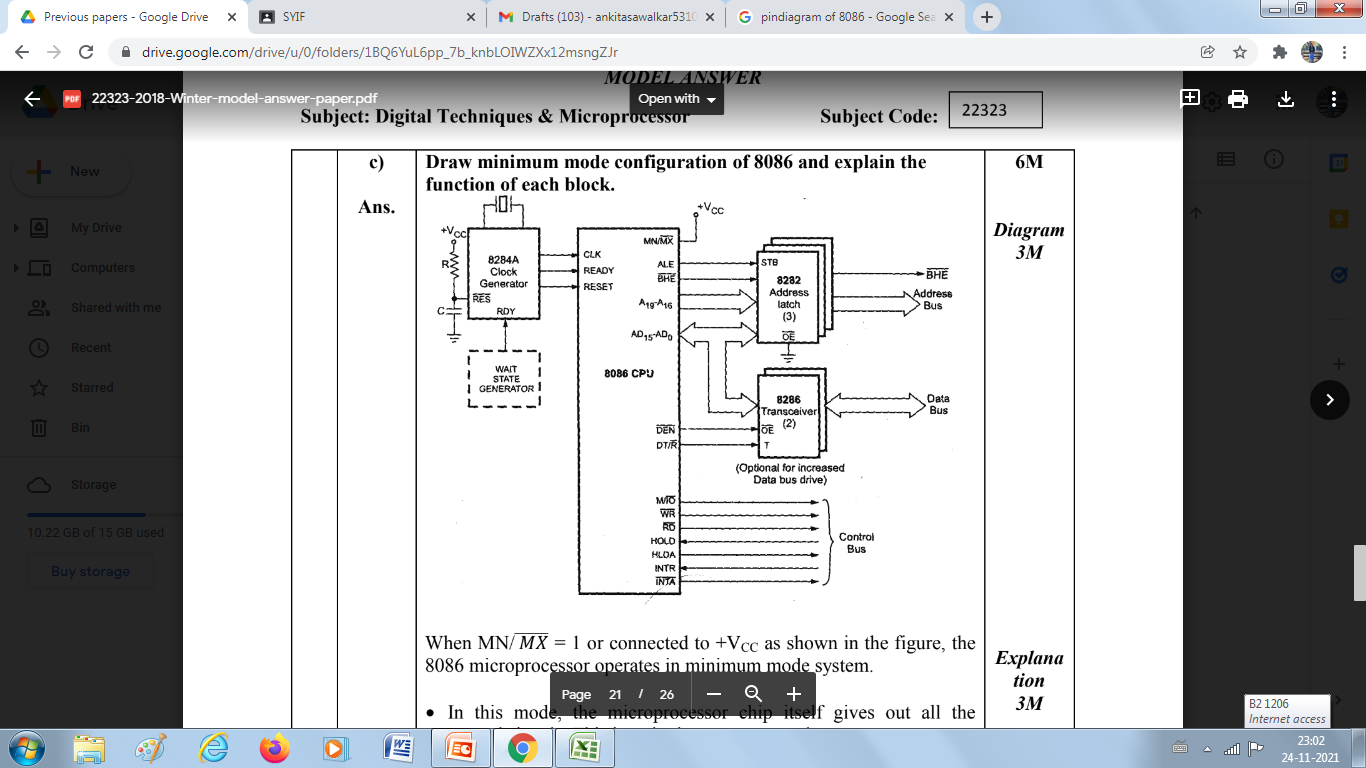 Previous papers - Google Drive
SYIF
Drafts (103) - ankitasawalkar5310
pindiagram of 8086 - Google Sea
drive.google.com/drive/u/0/folders/1BQ6YuL6pp_7b_knbLOIWZXx12msngZJr
MODEL ANSWER
PDF 22323-2018-Winter-model-answer-paper.pdf
Open with
Subject: Digital Techniques & Microprocessor
Subject Code: 22323
New
My Drive
Computers
Shared with me
Recent
Starred
Bin
Storage
10.22 GB of 15 GB used
Buy storage
c) Draw minimum mode configuration of 8086 and explain the 6M
function of each block.
Ans.
Diagram
3M
+VCC
R
C
8284A
Clock
Generator
RES
RDY
WAIT
STATE
GENERATOR
CLK
READY
RESET
8086 CPU
+VCC
MN/MX
ALE
BHE
A19-A16
AD15-AD0
DEN
DT/R
M/IO
WR
RD
HOLD
HLDA
INTR
INTA
STB
8282
Address
latch
(3)
OE
BHE
Address
Bus
8286
Transceiver
(2)
OE
T
Data
Bus
(Optional for increased
Data bus drive)
Control
Bus
When MN/MX = 1 or connected to +VCC as shown in the figure, the
8086 microprocessor operates in minimum mode system.
Explana
tion
3M
Page 21 / 26
• In this mode, the microprocessor chip itself gives out all the
B2 1206
Internet access
23:02
24-11-2021